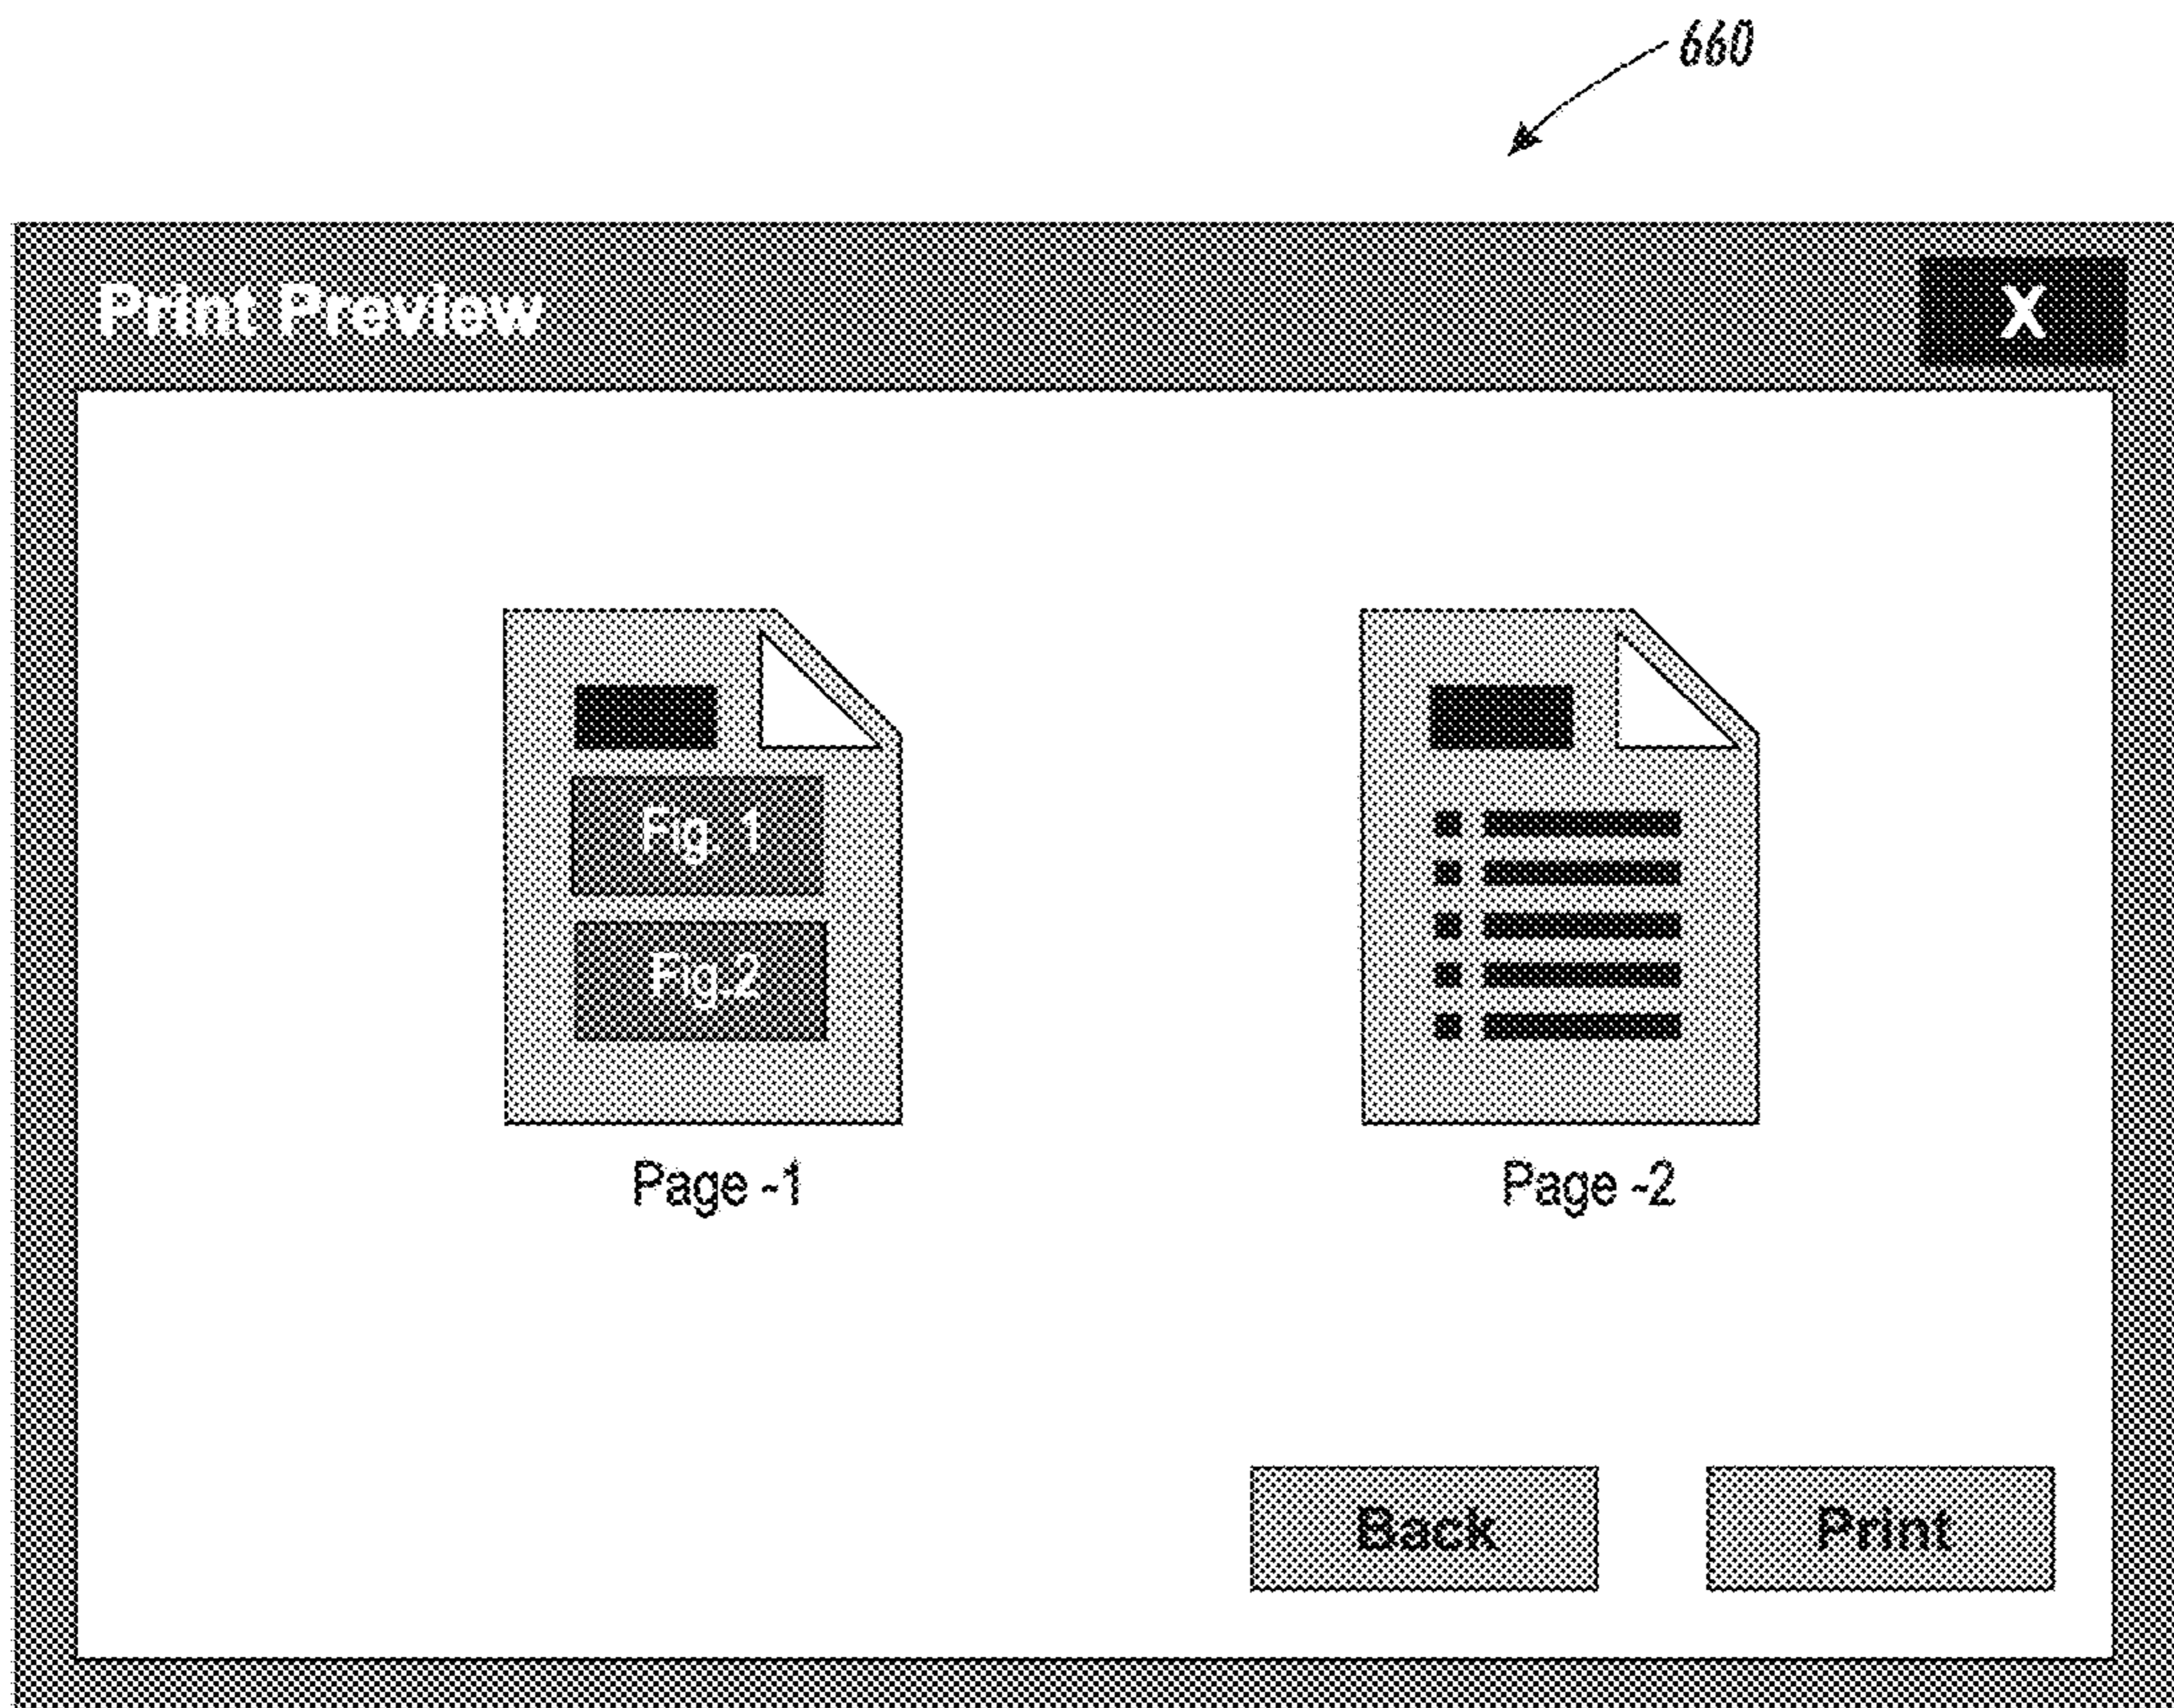 660
Print Preview X
Fig. 1
Fig.2
Page -1 Page -2
Back Print